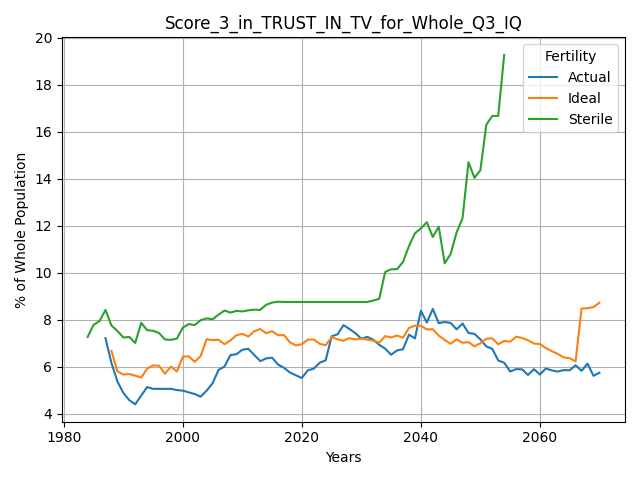 Score_3_in_TRUST_IN_TV_for_Whole_Q3_IQ
% of Whole Population
20
18
16
14
12
10
8
6
4
Fertility
Actual
Ideal
Sterile
1980
2000
2020
2040
2060
Years